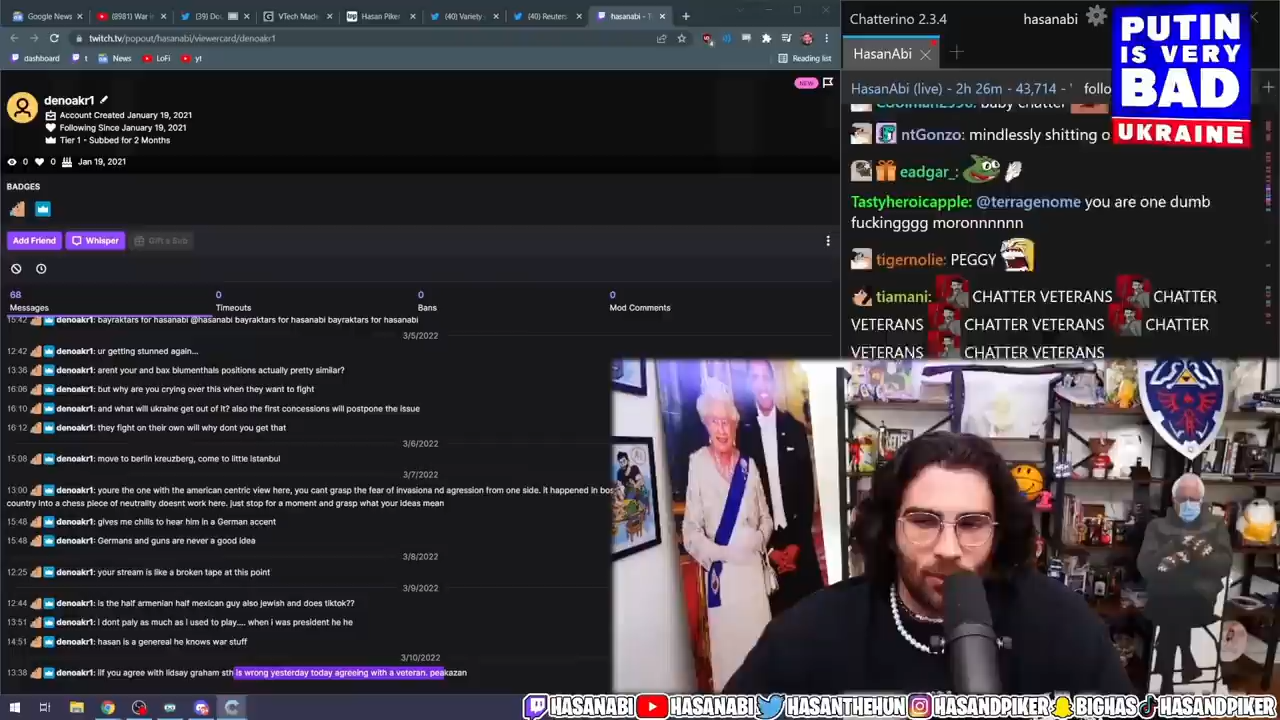 Google News
(8981) War i
(39) Dou
VTech Made
Hasan Piker
(40) Variety
(40) Reuters
hasanabi - T
twitch.tv/popout/hasanabi/viewercard/denoakr1
dashboard
t
News
LoFi
yt
Reading list
NEW
denoakr1
Account Created January 19, 2021
Following Since January 19, 2021
Tier 1 - Subbed for 2 Months
0
0
Jan 19, 2021
BADGES
Add Friend
Whisper
Gift a Sub
68
Messages
0
Timeouts
0
Bans
0
Mod Comments
15:42 denoakr1: bayraktars for hasanabi @hasanabi bayraktars for hasanabi bayraktars for hasanabi
3/5/2022
12:42 denoakr1: ur getting stunned again...
13:36 denoakr1: arent your and bax blumenthals positions actually pretty similar?
16:06 denoakr1: but why are you crying over this when they want to fight
16:10 denoakr1: and what will ukraine get out of it? also the first concessions will postpone the issue
16:12 denoakr1: they fight on their own will why dont you get that
3/6/2022
15:08 denoakr1: move to berlin kreuzberg, come to little istanbul
3/7/2022
13:00 denoakr1: youre the one with the american centric view here, you cant grasp the fear of invasiona nd agression from one side. it happened in bos
country into a chess piece of neutrality doesnt work here. just stop for a moment and grasp what your ideas mean
15:48 denoakr1: gives me chills to hear him in a German accent
15:48 denoakr1: Germans and guns are never a good idea
3/8/2022
12:25 denoakr1: your stream is like a broken tape at this point
3/9/2022
12:44 denoakr1: is the half armenian half mexican guy also jewish and does tiktok??
13:51 denoakr1: I dont paly as much as I used to play.... when i was president he he
14:51 denoakr1: hasan is a genereal he knows war stuff
3/10/2022
13:38 denoakr1: iif you agree with lidsay graham sth is wrong yesterday today agreeing with a veteran. peakazan
Chatterino 2.3.4
hasanabi
HasanAbi
HasanAbi (live) - 2h 26m - 43,714 - '
follo
baby chatter
ntGonzo: mindlessly shitting o
eadgar_:
Tastyheroicapple: @terragenome you are one dumb
fuckingggg moronnnnnn
tigernolie: PEGGY
tiamani: CHATTER VETERANS CHATTER
VETERANS CHATTER VETERANS CHATTER
VETERANS CHATTER VETERANS
PUTIN
IS VERY
BAD
UKRAINE
HASANABI HASANABI HASANTHEHUN HASANDPIKER BIGHAS HASANDPIKER